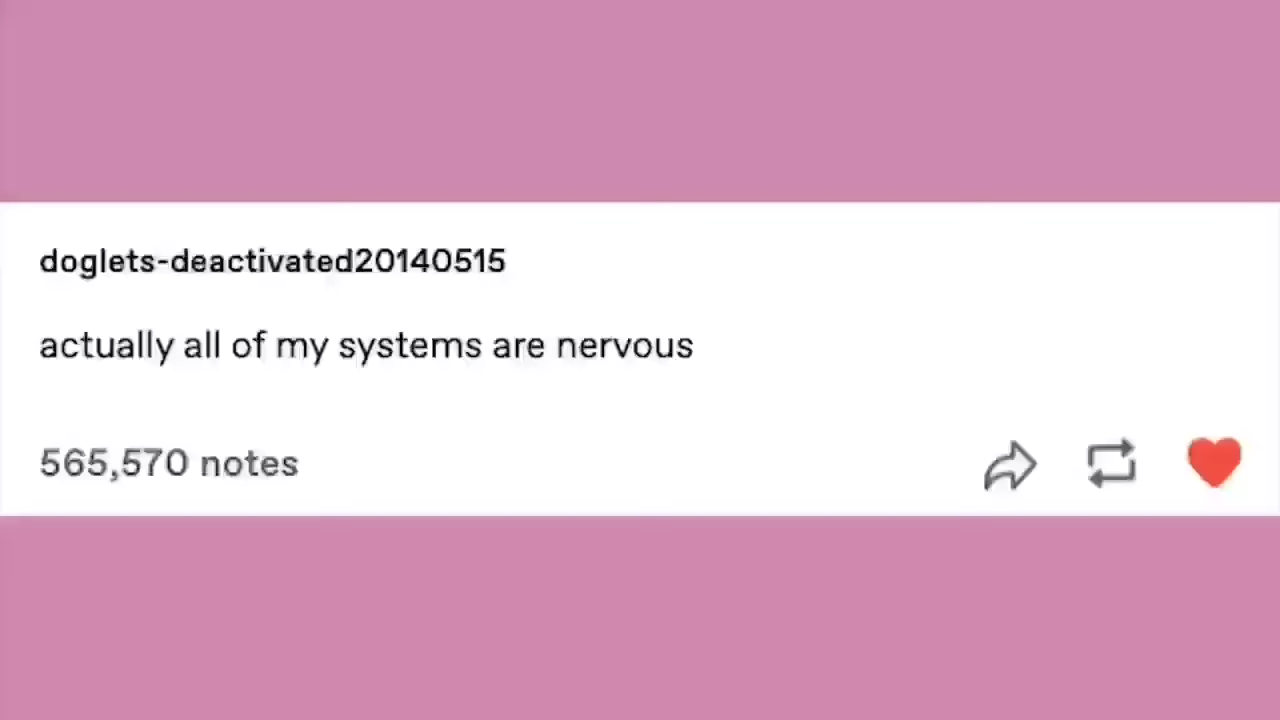 doglets-deactivated20140515
actually all of my systems are nervous
565,570 notes